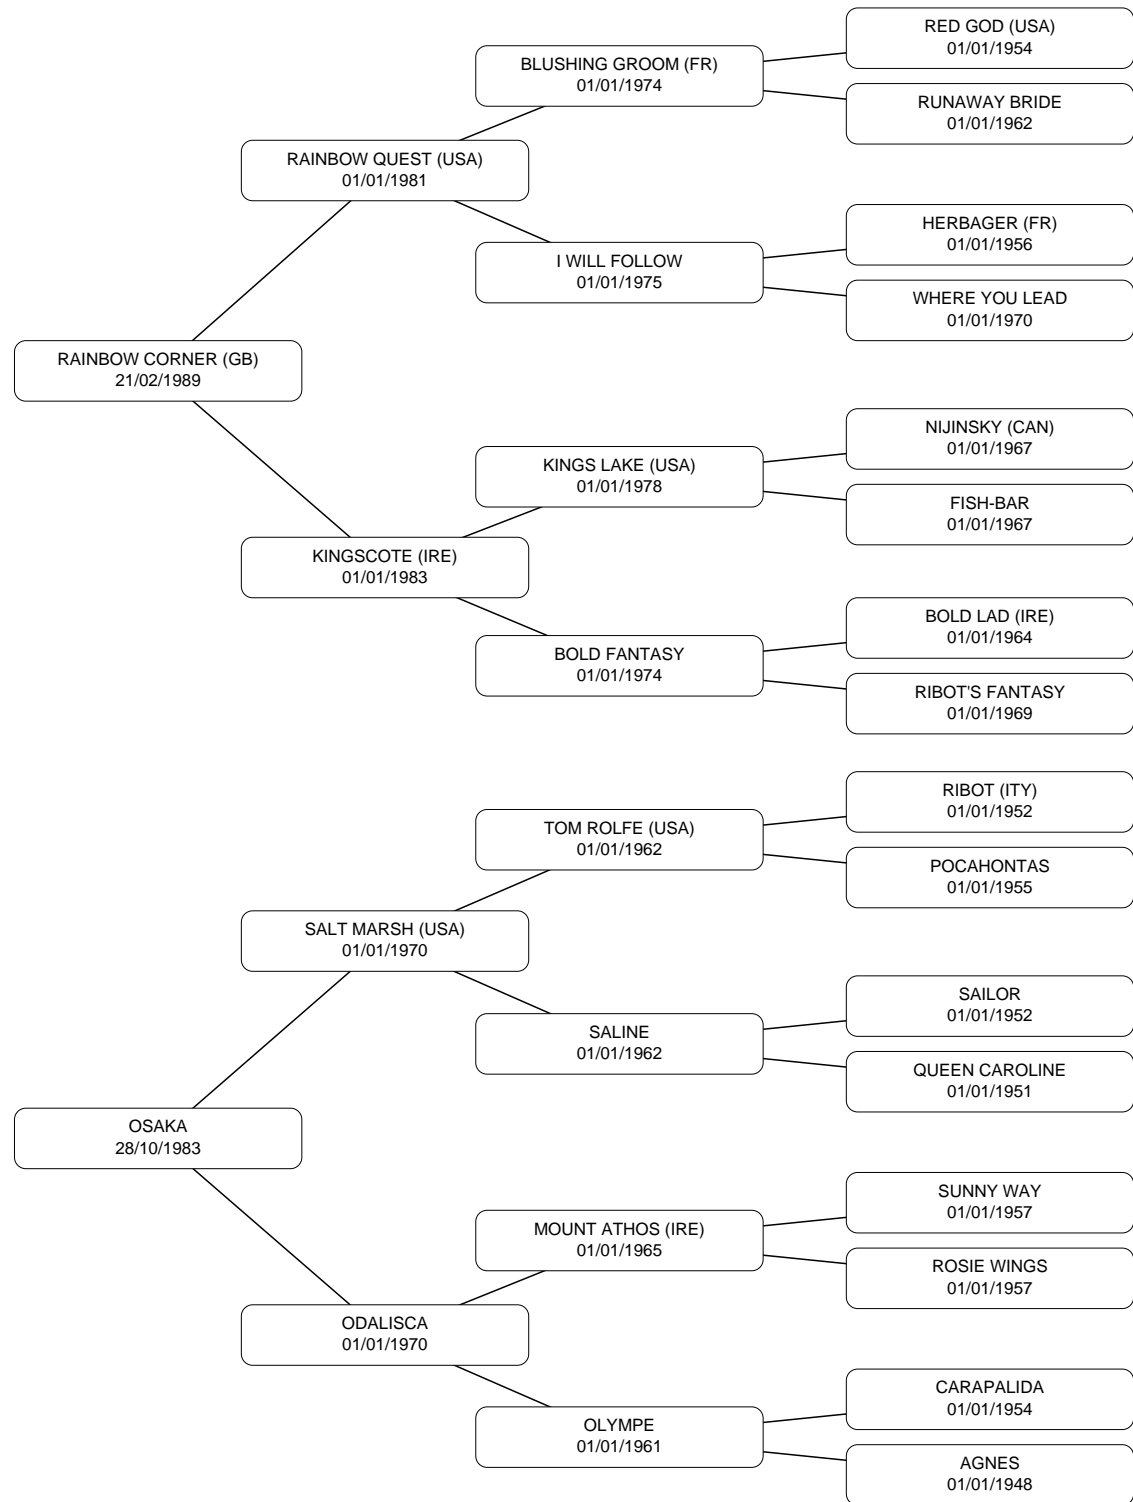 RED GOD (USA)
01/01/1954
BLUSHING GROOM (FR)
01/01/1974
RUNAWAY BRIDE
01/01/1962
RAINBOW QUEST (USA)
01/01/1981
HERBAGER (FR)
01/01/1956
I WILL FOLLOW
01/01/1975
WHERE YOU LEAD
01/01/1970
RAINBOW CORNER (GB)
21/02/1989
NIJINSKY (CAN)
01/01/1967
KINGS LAKE (USA)
01/01/1978
FISH-BAR
01/01/1967
KINGSCOTE (IRE)
01/01/1983
BOLD LAD (IRE)
01/01/1964
BOLD FANTASY
01/01/1974
RIBOT'S FANTASY
01/01/1969
RIBOT (ITY)
01/01/1952
TOM ROLFE (USA)
01/01/1962
POCAHONTAS
01/01/1955
SALT MARSH (USA)
01/01/1970
SAILOR
01/01/1952
SALINE
01/01/1962
QUEEN CAROLINE
01/01/1951
OSAKA
28/10/1983
SUNNY WAY
01/01/1957
MOUNT ATHOS (IRE)
01/01/1965
ROSIE WINGS
01/01/1957
ODALISCA
01/01/1970
CARAPALIDA
01/01/1954
OLYMPE
01/01/1961
AGNES
01/01/1948